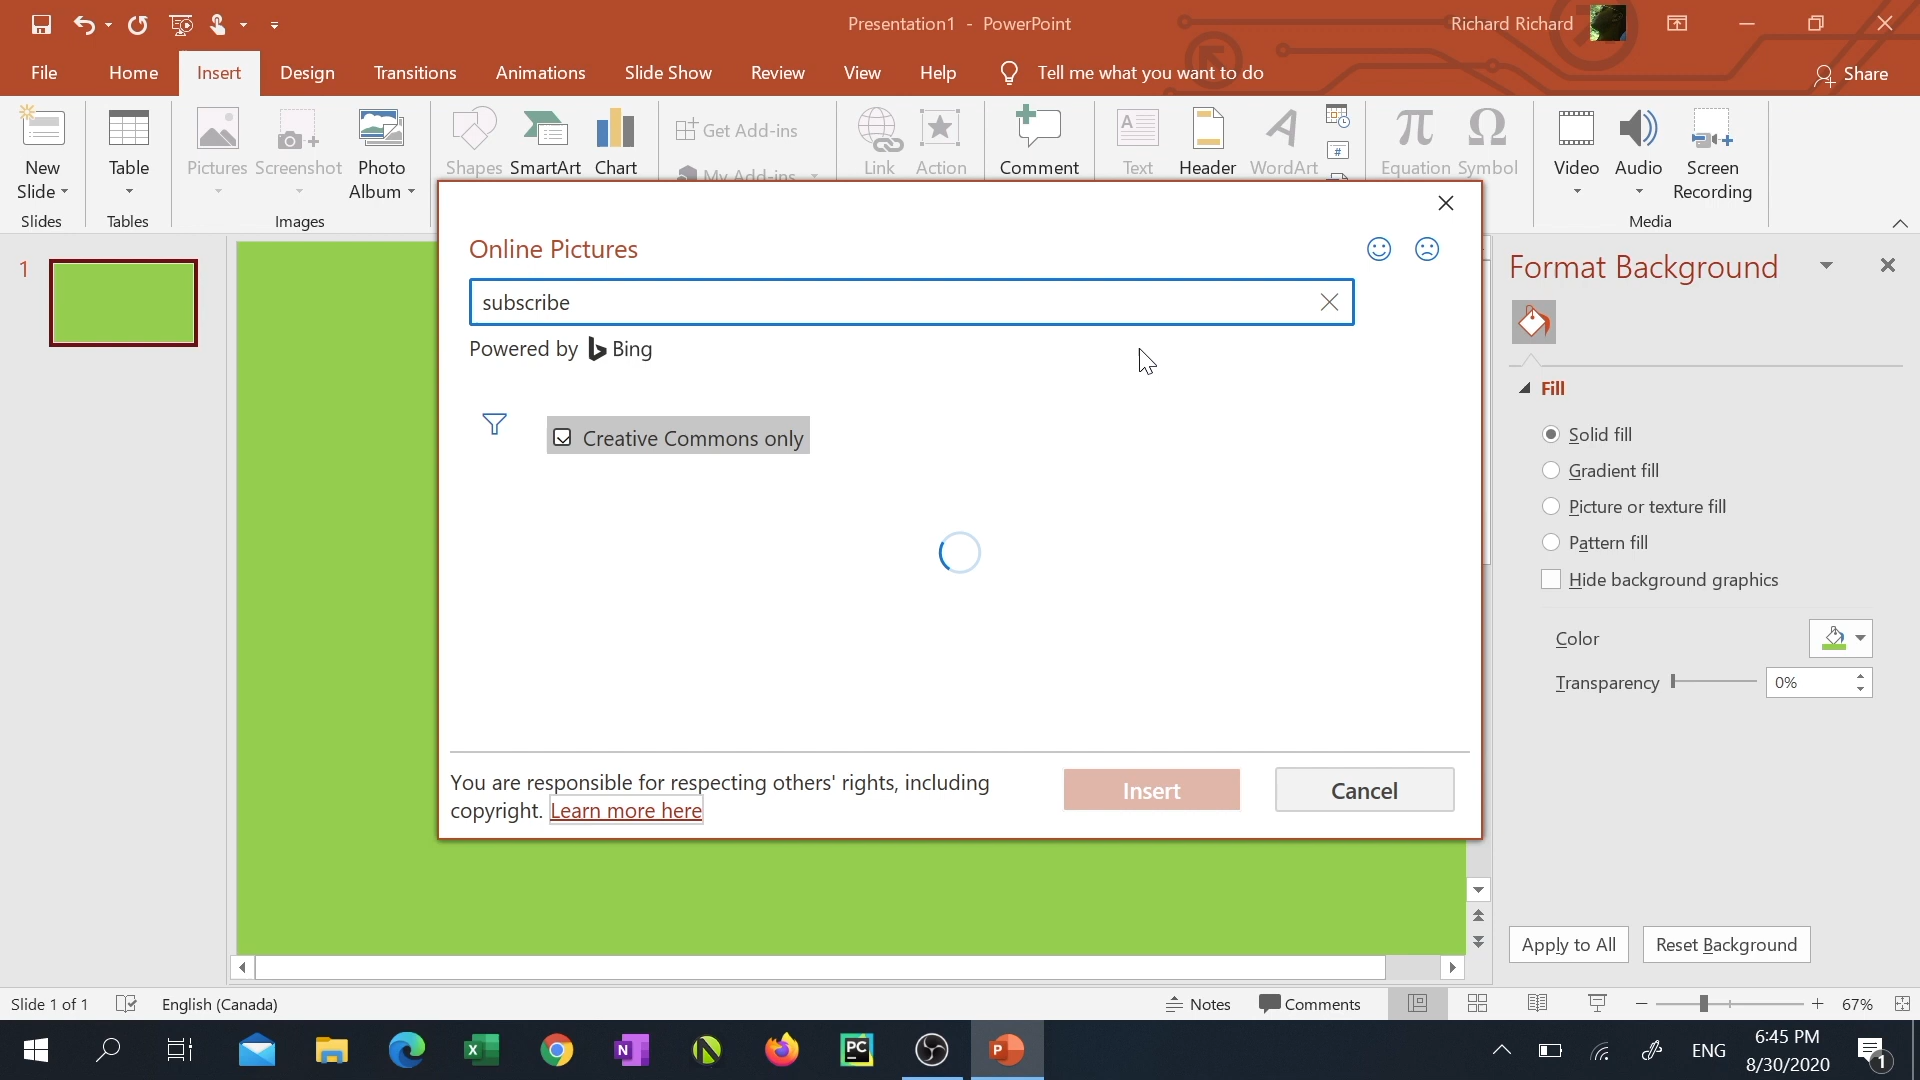 Presentation1 - PowerPoint
Richard Richard
File Home Insert Design Transitions Animations Slide Show Review View Help Tell me what you want to do Share
New Slide
Table
Pictures
Screenshot
Photo Album
Shapes
SmartArt
Chart
Get Add-ins
My Add-ins
Link
Action
Comment
A
Text
Header
A
WordArt
#
π
Equation
Ω
Symbol
Video
Audio
Screen Recording
Slides
Tables
Images
Media
1
Online Pictures
subscribe
Powered by Bing
Creative Commons only
You are responsible for respecting others' rights, including
copyright. Learn more here
Insert
Cancel
Format Background
Fill
Solid fill
Gradient fill
Picture or texture fill
Pattern fill
Hide background graphics
Color
Transparency 0%
Apply to All
Reset Background
Slide 1 of 1
English (Canada)
Notes
Comments
67%
X
N
PC
P
ENG
6:45 PM
8/30/2020
1